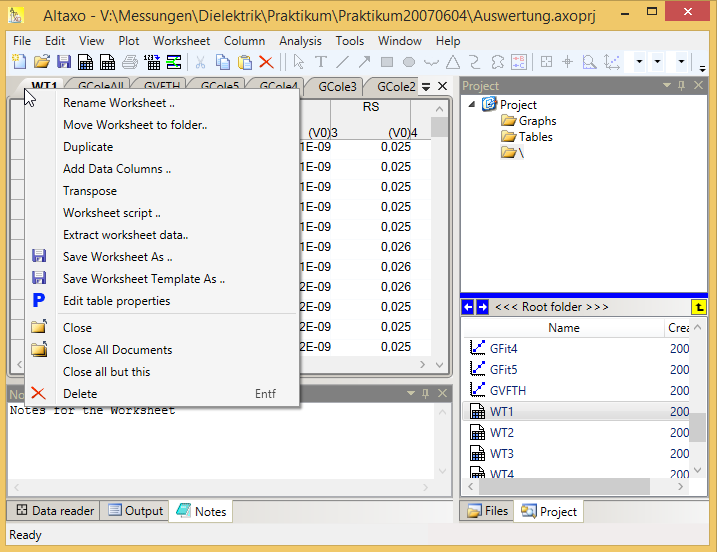 Altaxo - V:\Messungen\Dielektrik\Praktikum\Praktikum20070604\Auswertung.axoprj
File Edit View Plot Worksheet Column Analysis Tools Window Help
123
WT1 GColeAll GVFTH GCole5 GCole4 GCole3 GCole2
Rename Worksheet ..
Move Worksheet to folder..
Duplicate
Add Data Columns ..
Transpose
Worksheet script ..
Extract worksheet data..
Save Worksheet As ..
Save Worksheet Template As ..
P Edit table properties
Close
Close All Documents
Close all but this
Delete Entf
RS
(V0)3 (V0)4
1E-09 0,025
1E-09 0,025
1E-09 0,025
1E-09 0,025
1E-09 0,026
1E-09 0,026
1E-09 0,026
2E-09 0,026
2E-09 0,025
2E-09 0,025
Notes for the Worksheet
Data reader Output Notes
Project
Project
Graphs
Tables
\
<<< Root folder >>>
Name Crea
GFit4 200
GFit5 200
GVFTH 200
WT1 200
WT2 200
WT3 200
WT4 200
Files Project
Ready